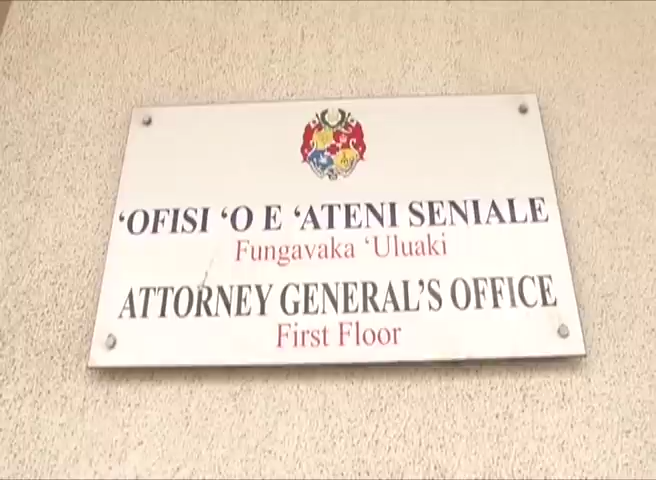 ‘OFISI ‘O E ‘ATENI SENIALE
Fungavaka ‘Uluaki
ATTORNEY GENERAL’S OFFICE
First Floor